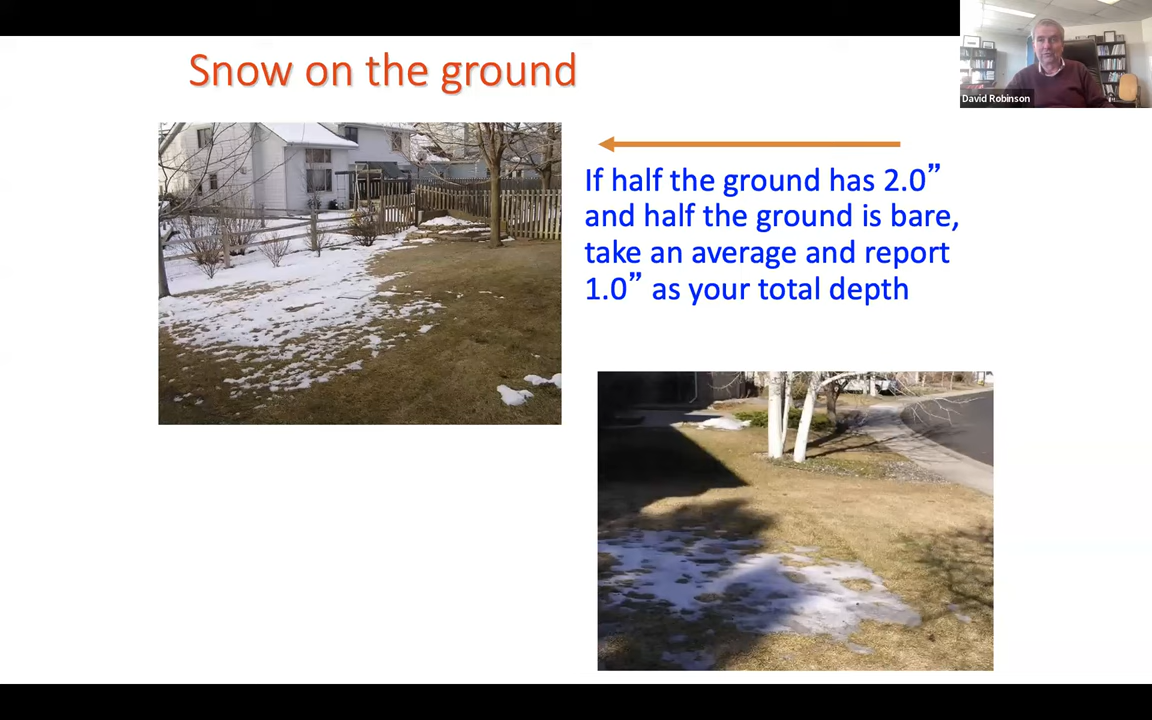 Snow on the ground
David Robinson
If half the ground has 2.0”
and half the ground is bare,
take an average and report
1.0” as your total depth